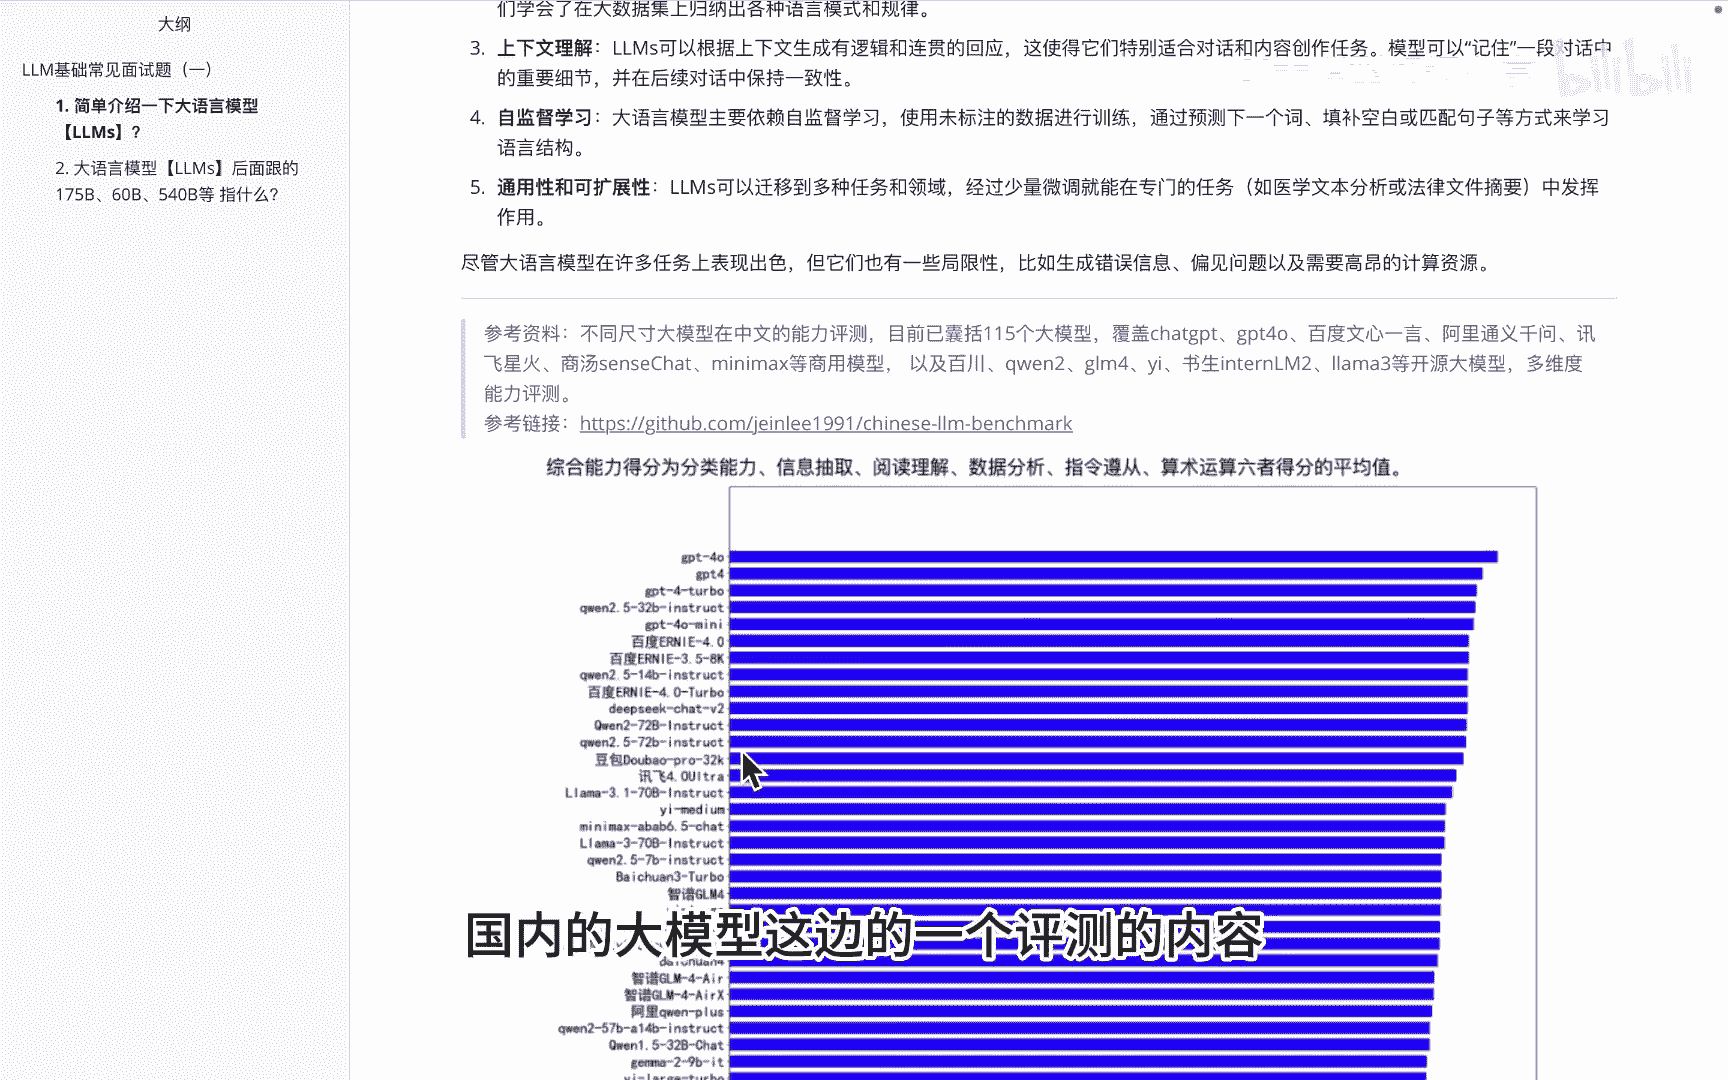 大纲
LLM基础常见面试题（一）
1. 简单介绍一下大语言模型
【LLMs】？
2. 大语言模型【LLMs】后面跟的
175B、60B、540B等 指什么？
们学会了在大数据集上归纳出各种语言模式和规律。
3. 上下文理解：LLMs可以根据上下文生成有逻辑和连贯的回应，这使得它们特别适合对话和内容创作任务。模型可以“记住”一段对话中
的重要细节，并在后续对话中保持一致性。
4. 自监督学习：大语言模型主要依赖自监督学习，使用未标注的数据进行训练，通过预测下一个词、填补空白或匹配句子等方式来学习
语言结构。
5. 通用性和可扩展性：LLMs可以迁移到多种任务和领域，经过少量微调就能在专门的任务（如医学文本分析或法律文件摘要）中发挥
作用。
尽管大语言模型在许多任务上表现出色，但它们也有一些局限性，比如生成错误信息、偏见问题以及需要高昂的计算资源。
参考资料：不同尺寸大模型在中文的能力评测，目前已囊括115个大模型，覆盖chatgpt、gpt4o、百度文心一言、阿里通义千问、讯
飞星火、商汤senseChat、minimax等商用模型， 以及百川、qwen2、glm4、yi、书生internLM2、llama3等开源大模型，多维度
能力评测。
参考链接：https://github.com/jeinlee1991/chinese-llm-benchmark
综合能力得分为分类能力、信息抽取、阅读理解、数据分析、指令遵从、算术运算六者得分的平均值。
gpt-4o
gpt4
gpt-4-turbo
qwen2.5-32b-instruct
gpt-4o-mini
百度ERNIE-4.0
百度ERNIE-3.5-8K
qwen2.5-14b-instruct
百度ERNIE-4.0-Turbo
deepseek-chat-v2
Qwen2-72B-Instruct
qwen2.5-72b-instruct
豆包Doubao-pro-32k
讯飞4.0Ultra
Llama-3.1-70B-Instruct
yi-medium
minimax-abab6.5-chat
Llama-3-70B-Instruct
qwen2.5-7b-instruct
Baichuan3-Turbo
智谱GLM4
国内的大模型这边的一个评测的内容
智谱GLM-4-Air
智谱GLM-4-AirX
阿里qwen-plus
qwen2-57b-a14b-instruct
Qwen1.5-32B-Chat
gemma-2-9b-it
yi-large-turbo
bilibili